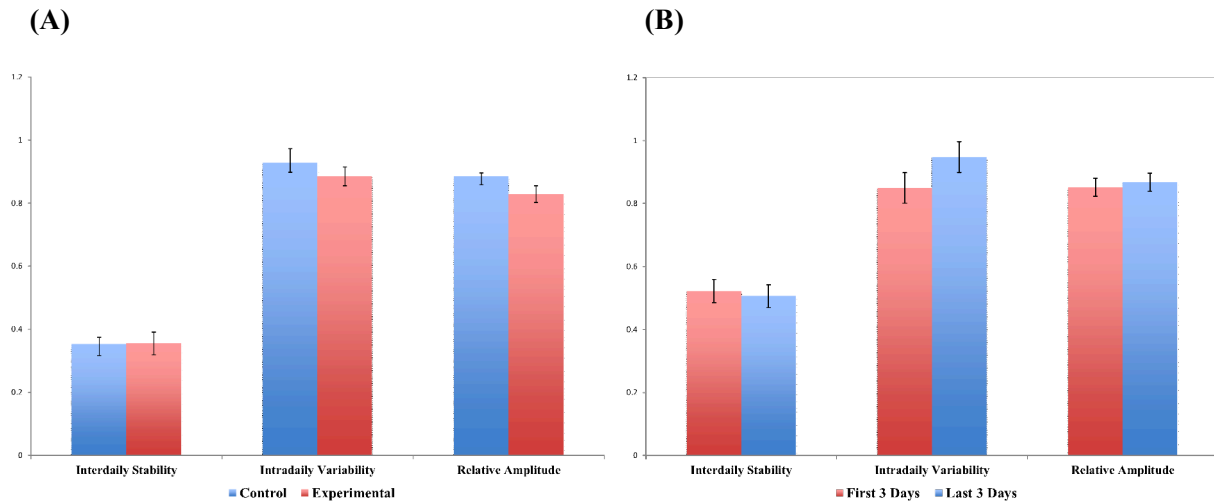 (A)
1.2
1
0.8
0.6
0.4
0.2
0
Interdaily Stability
Intradaily Variability
Relative Amplitude
Control
Experimental
(B)
1.2
1
0.8
0.6
0.4
0.2
0
Interdaily Stability
Intradaily Variability
Relative Amplitude
First 3 Days
Last 3 Days